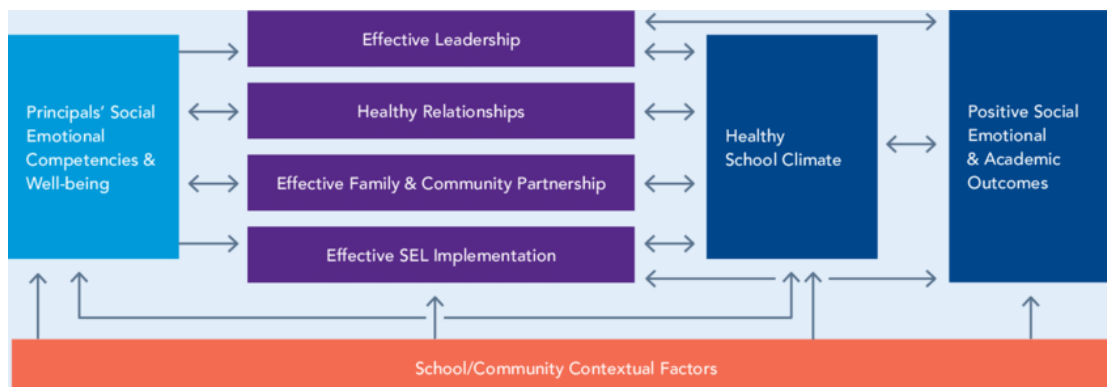 Effective Leadership
Principals' Social
Emotional
Competencies &
Well-being
Healthy Relationships
Effective Family & Community Partnership
Effective SEL Implementation
Healthy
School Climate
Positive Social
Emotional
& Academic
Outcomes
School/Community Contextual Factors